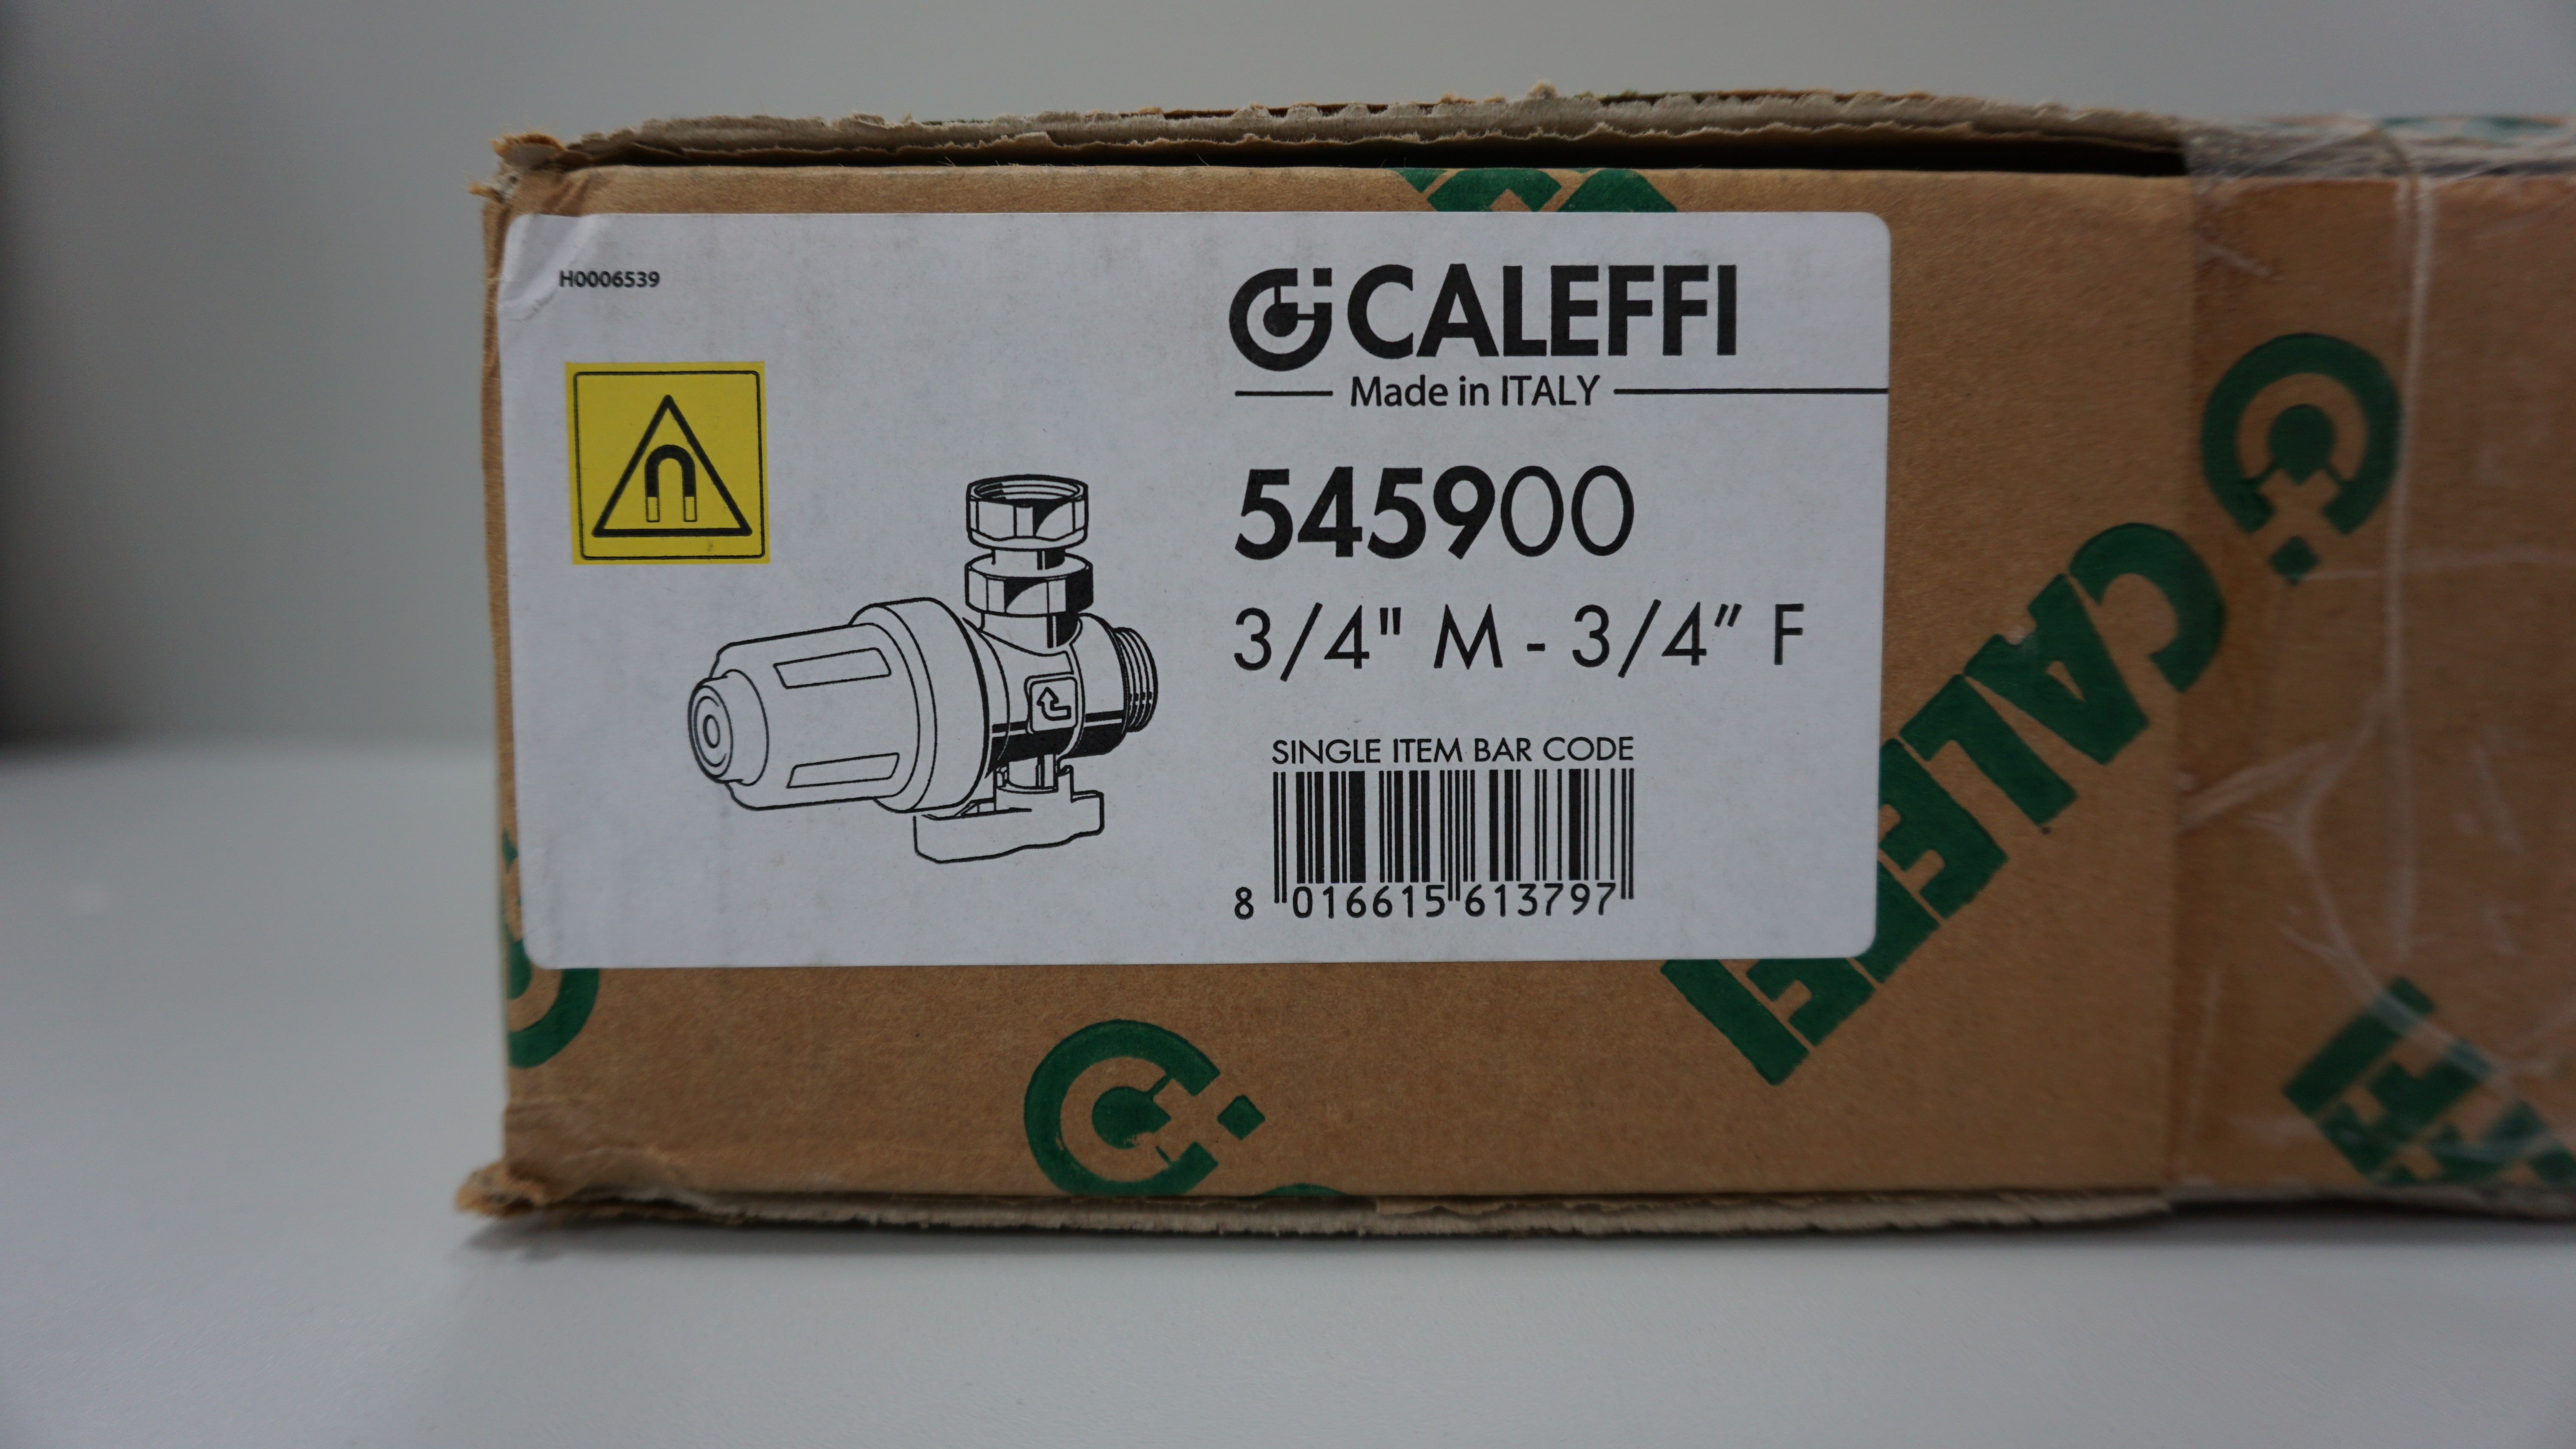 H0006539
CALEFFI
Made in ITALY
545900
3/4" M - 3/4" F
SINGLE ITEM BAR CODE
8 016615 613797
CALEFFI